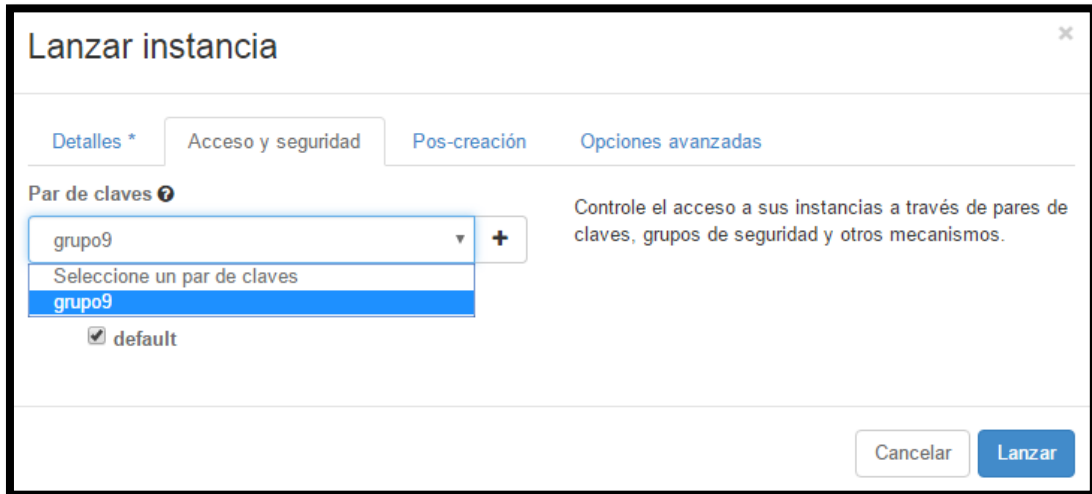 Lanzar instancia
×
Detalles *
Acceso y seguridad
Pos-creación
Opciones avanzadas
Par de claves
grupo9
+
Seleccione un par de claves
grupo9
default
Controle el acceso a sus instancias a través de pares de
claves, grupos de seguridad y otros mecanismos.
Cancelar
Lanzar